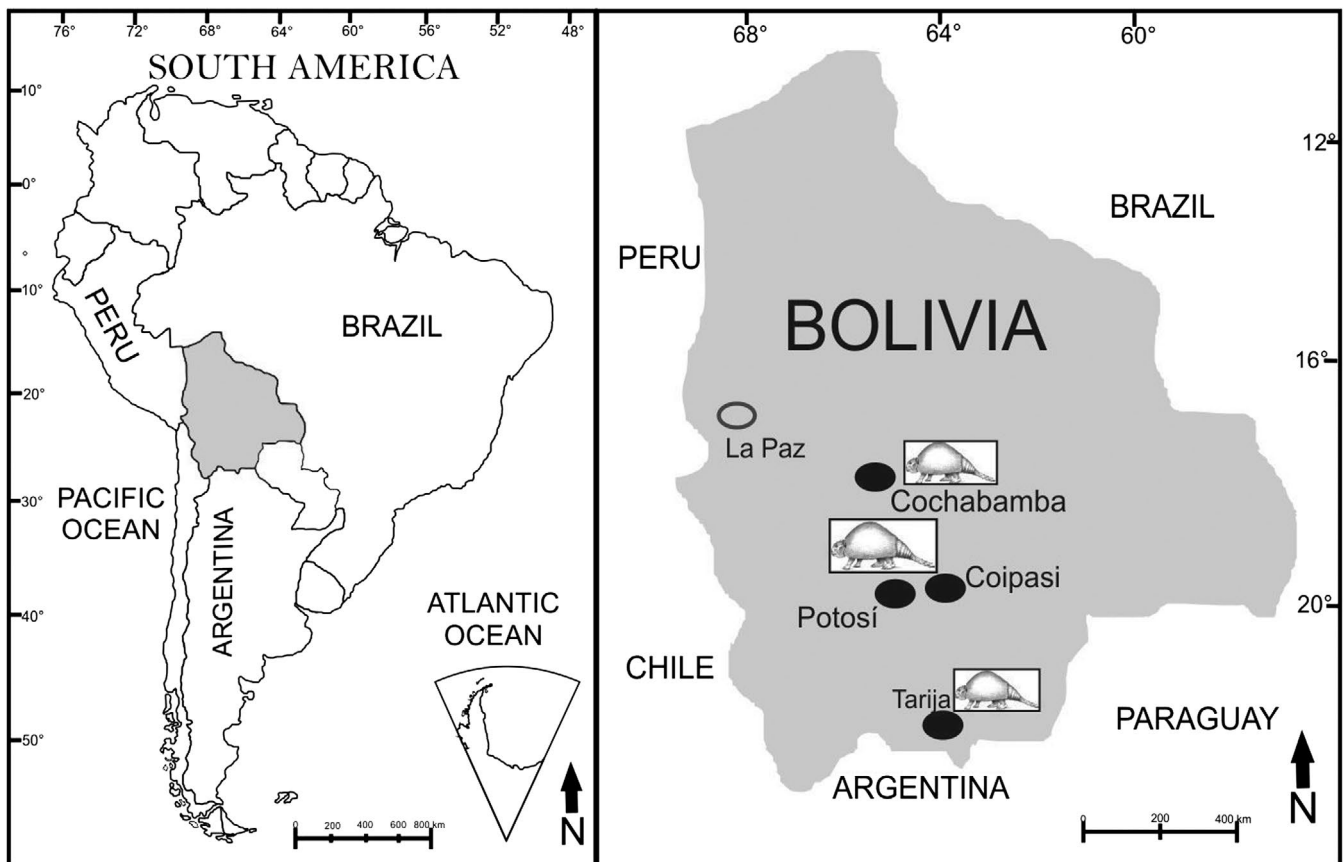 76° 72° 68° 64° 60° 56° 52° 48°
SOUTH AMERICA
10°
0°
°
10°
20°
30°
40°
50°
PERU
BRAZIL
PACIFIC
OCEAN
ARGENTINA
ATLANTIC
OCEAN
0 200 400 600 800 km
N
68° 64° 60°
12°
16°
20°
BRAZIL
PERU
BOLIVIA
La Paz
Cochabamba
Coipasi
Potosí
CHILE
Tarija
PARAGUAY
ARGENTINA
0 200 400 km
N